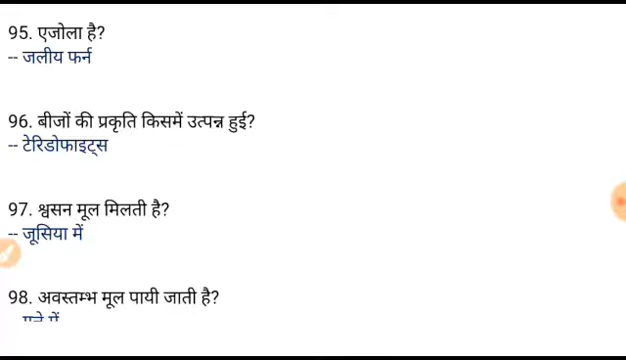 95. एजोला है?
-- जलीय फर्न
96. बीजों की प्रकृति किसमें उत्पन्न हुई?
-- टेरिडोफाइट्स
97. श्वसन मूल मिलती है?
-- जूसिया में
98. अवस्तम्भ मूल पायी जाती है?